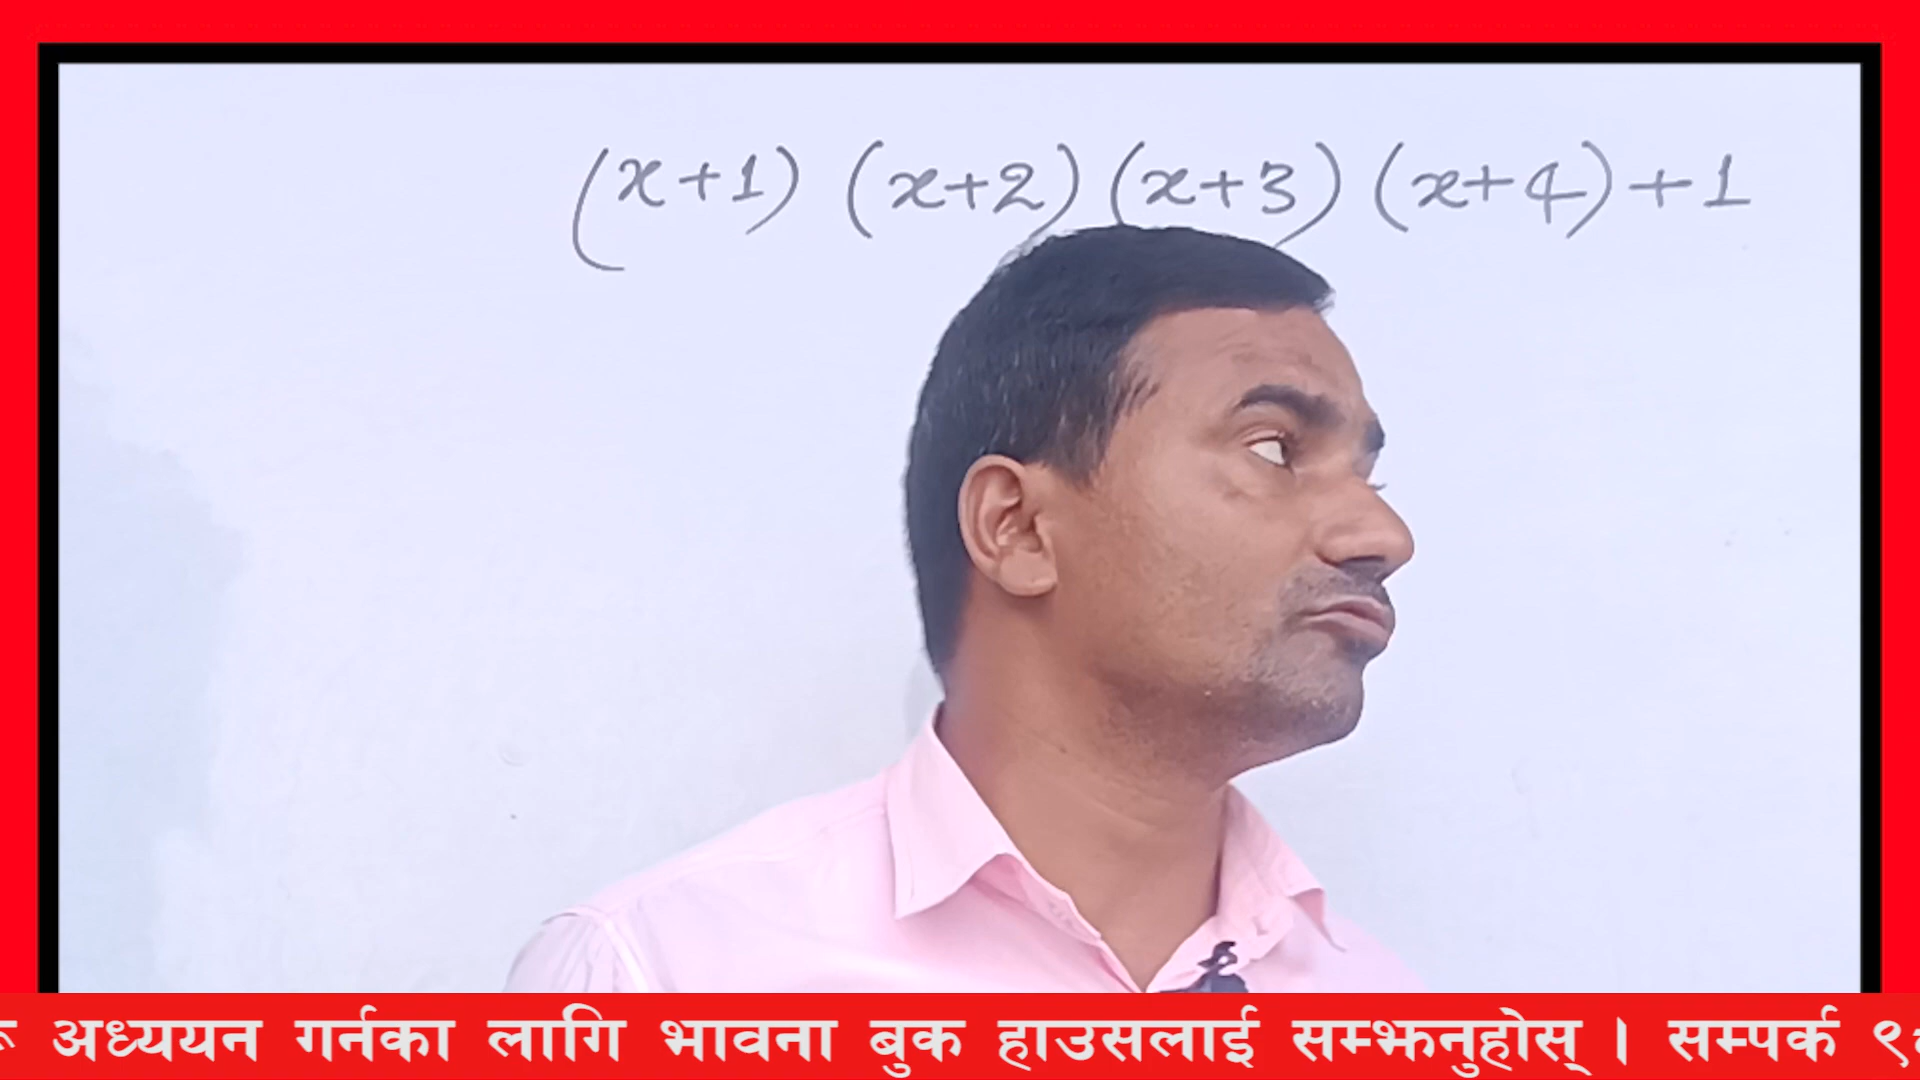 (x+1) (x+2) (x+3) (x+4)+1
अध्ययन गर्नका लागि भावना बुक हाउसलाई सम्झनुहोस् । सम्पर्क